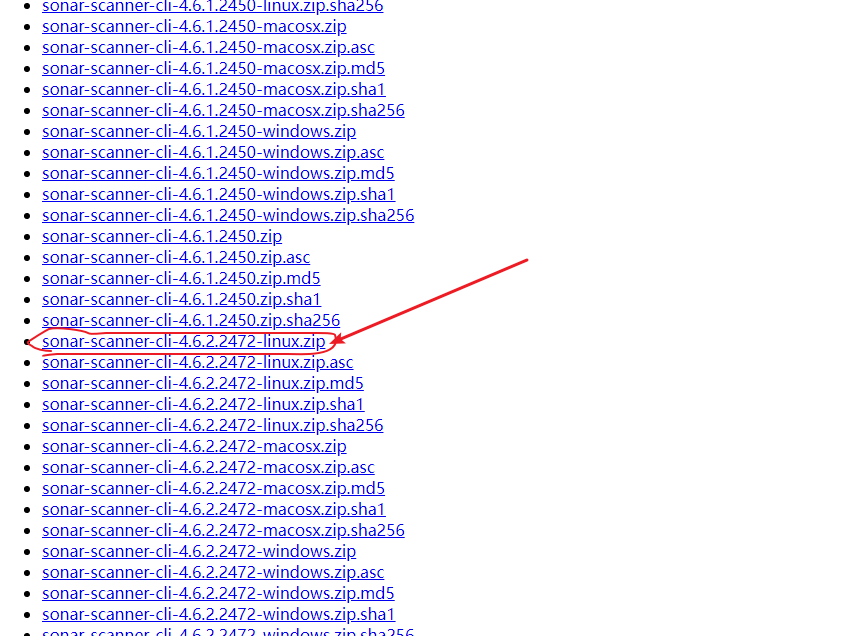 sonar-scanner-cli-4.6.1.2450-linux.zip.sha256
sonar-scanner-cli-4.6.1.2450-macosx.zip
sonar-scanner-cli-4.6.1.2450-macosx.zip.asc
sonar-scanner-cli-4.6.1.2450-macosx.zip.md5
sonar-scanner-cli-4.6.1.2450-macosx.zip.sha1
sonar-scanner-cli-4.6.1.2450-macosx.zip.sha256
sonar-scanner-cli-4.6.1.2450-windows.zip
sonar-scanner-cli-4.6.1.2450-windows.zip.asc
sonar-scanner-cli-4.6.1.2450-windows.zip.md5
sonar-scanner-cli-4.6.1.2450-windows.zip.sha1
sonar-scanner-cli-4.6.1.2450-windows.zip.sha256
sonar-scanner-cli-4.6.1.2450.zip
sonar-scanner-cli-4.6.1.2450.zip.asc
sonar-scanner-cli-4.6.1.2450.zip.md5
sonar-scanner-cli-4.6.1.2450.zip.sha1
sonar-scanner-cli-4.6.1.2450.zip.sha256
sonar-scanner-cli-4.6.2.2472-linux.zip
sonar-scanner-cli-4.6.2.2472-linux.zip.asc
sonar-scanner-cli-4.6.2.2472-linux.zip.md5
sonar-scanner-cli-4.6.2.2472-linux.zip.sha1
sonar-scanner-cli-4.6.2.2472-linux.zip.sha256
sonar-scanner-cli-4.6.2.2472-macosx.zip
sonar-scanner-cli-4.6.2.2472-macosx.zip.asc
sonar-scanner-cli-4.6.2.2472-macosx.zip.md5
sonar-scanner-cli-4.6.2.2472-macosx.zip.sha1
sonar-scanner-cli-4.6.2.2472-macosx.zip.sha256
sonar-scanner-cli-4.6.2.2472-windows.zip
sonar-scanner-cli-4.6.2.2472-windows.zip.asc
sonar-scanner-cli-4.6.2.2472-windows.zip.md5
sonar-scanner-cli-4.6.2.2472-windows.zip.sha1
sonar-scanner-cli-4.6.2.2472-windows.zip.sha256